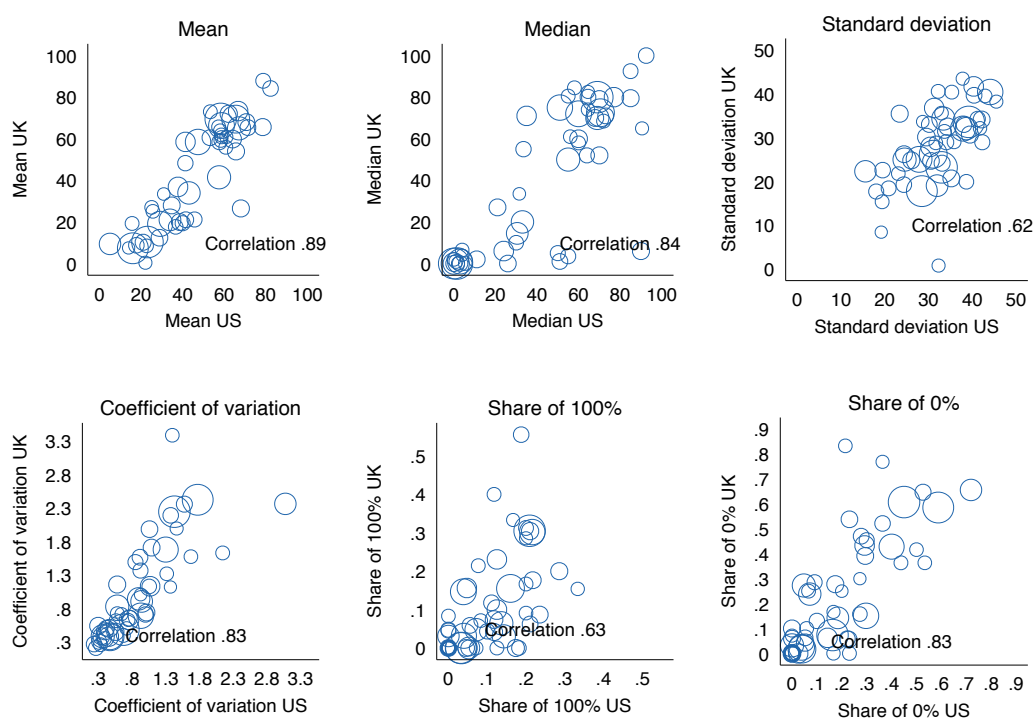 Mean
Mean UK
100
80
60
40
20
0
Correlation .89
0 20 40 60 80 100
Mean US
Median
Median UK
100
80
60
40
20
0
Correlation .84
0 20 40 60 80 100
Median US
Standard deviation
Standard deviation UK
50
40
30
20
10
0
Correlation .62
0 10 20 30 40 50
Standard deviation US
Coefficient of variation
Coefficient of variation UK
3.3
2.8
2.3
1.8
1.3
.8
.3
Correlation .83
.3 .8 1.3 1.8 2.3 2.8 3.3
Coefficient of variation US
Share of 100%
Share of 100% UK
.5
.4
.3
.2
.1
0
Correlation .63
0 .1 .2 .3 .4 .5
Share of 100% US
Share of 0%
Share of 0% UK
.9
.8
.7
.6
.5
.4
.3
.2
.1
0
Correlation .83
0 .1 .2 .3 .4 .5 .6 .7 .8 .9
Share of 0% US